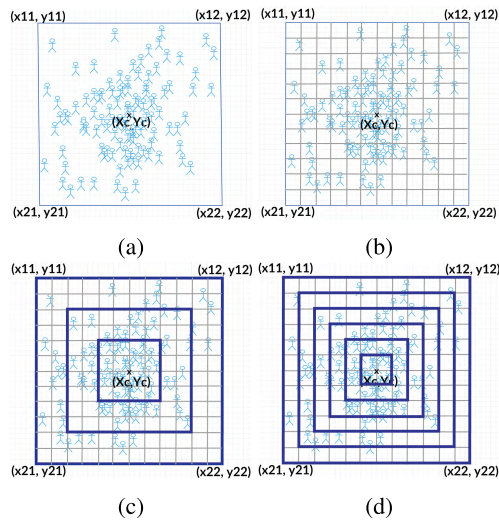 (x11, y11) (x12, y12) (x11, y11) (x12, y12)
(Xc,Yc) (Xc,Yc)
(x21, y21) (x22, y22) (x21, y21) (x22, y22)
(a) (b)
(x11, y11) (x12, y12) (x11, y11) (x12, y12)
(Xc,Yc) (Xc,Yc)
(x21, y21) (x22, y22) (x21, y21) (x22, y22)
(c) (d)